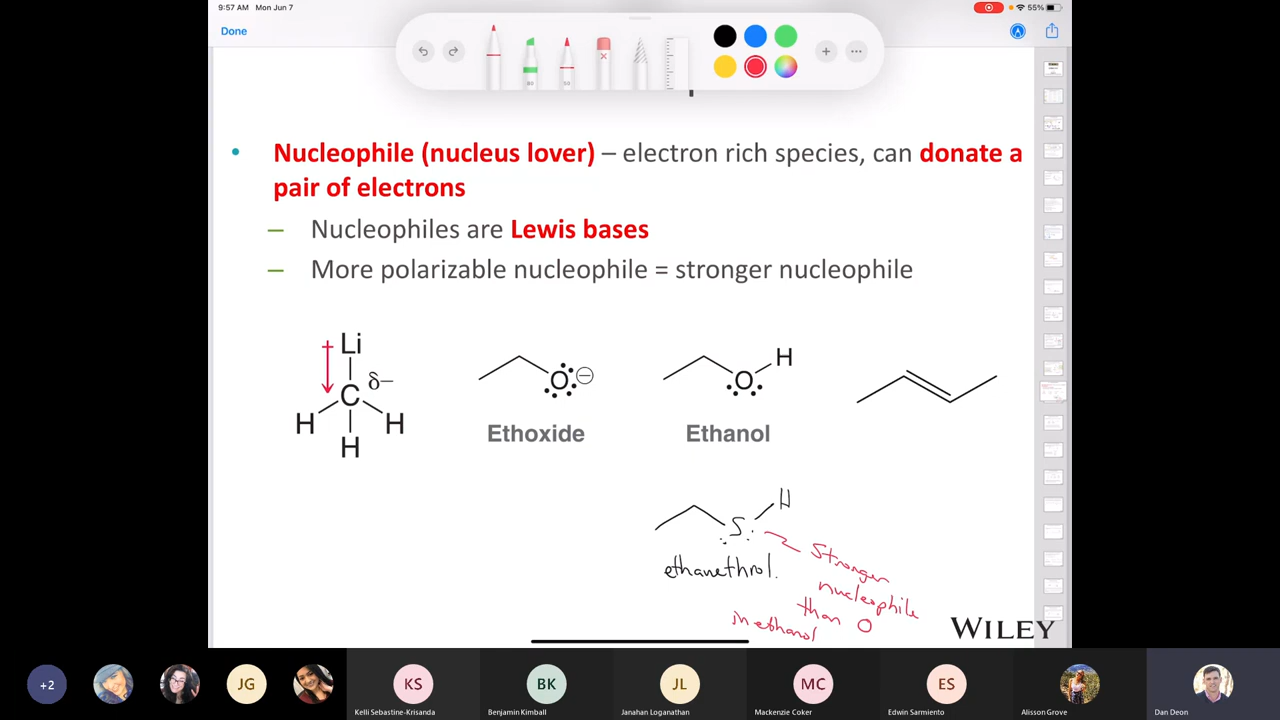 9:57 AM Mon Jun 7
55%
Done
• Nucleophile (nucleus lover) – electron rich species, can donate a
pair of electrons
– Nucleophiles are Lewis bases
– More polarizable nucleophile = stronger nucleophile
Li
C δ–
H H
H
O
Ethoxide
H
O
Ethanol
H
S
ethanethiol.
Stronger
nucleophile
than O
in ethanol
WILEY
+2
JG
KS
Kelli Sebastine-Krisanda
BK
Benjamin Kimball
JL
Janahan Loganathan
MC
Mackenzie Coker
ES
Edwin Sarmiento
Alisson Grove
Dan Deon